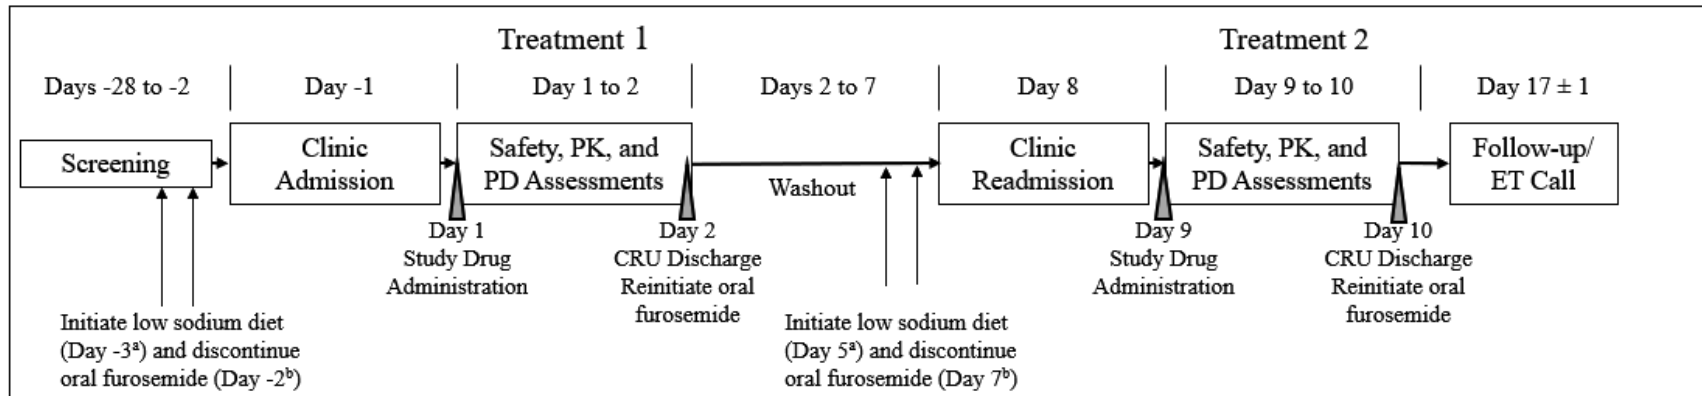 Treatment 1
Treatment 2
Days -28 to -2
Day -1
Day 1 to 2
Days 2 to 7
Day 8
Day 9 to 10
Day 17 ± 1
Screening
Clinic
Admission
Safety, PK, and
PD Assessments
Washout
Clinic
Readmission
Safety, PK, and
PD Assessments
Follow-up/
ET Call
Day 1
Study Drug
Administration
Day 2
CRU Discharge
Reinitiate oral
furosemide
Day 9
Study Drug
Administration
Day 10
CRU Discharge
Reinitiate oral
furosemide
Initiate low sodium diet
(Day -3ᵃ) and discontinue
oral furosemide (Day -2ᵇ)
Initiate low sodium diet
(Day 5ᵃ) and discontinue
oral furosemide (Day 7ᵇ)